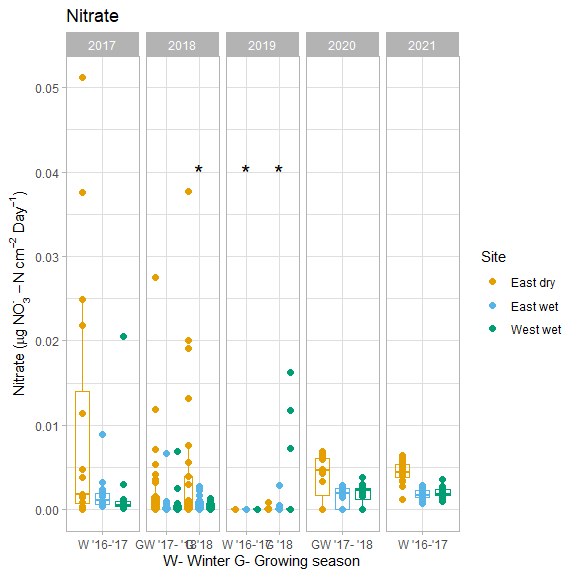 Nitrate
2017 2018 2019 2020 2021
0.05
0.04
* * *
0.03
0.02
0.01
0.00
Nitrate (µg NO₃⁻ – N cm⁻² Day⁻¹)
W '16-'17 GW '17- '18 G '18 W '16-'17 G '18 GW '17- '18 W '16-'17
W- Winter G- Growing season
Site
East dry
East wet
West wet